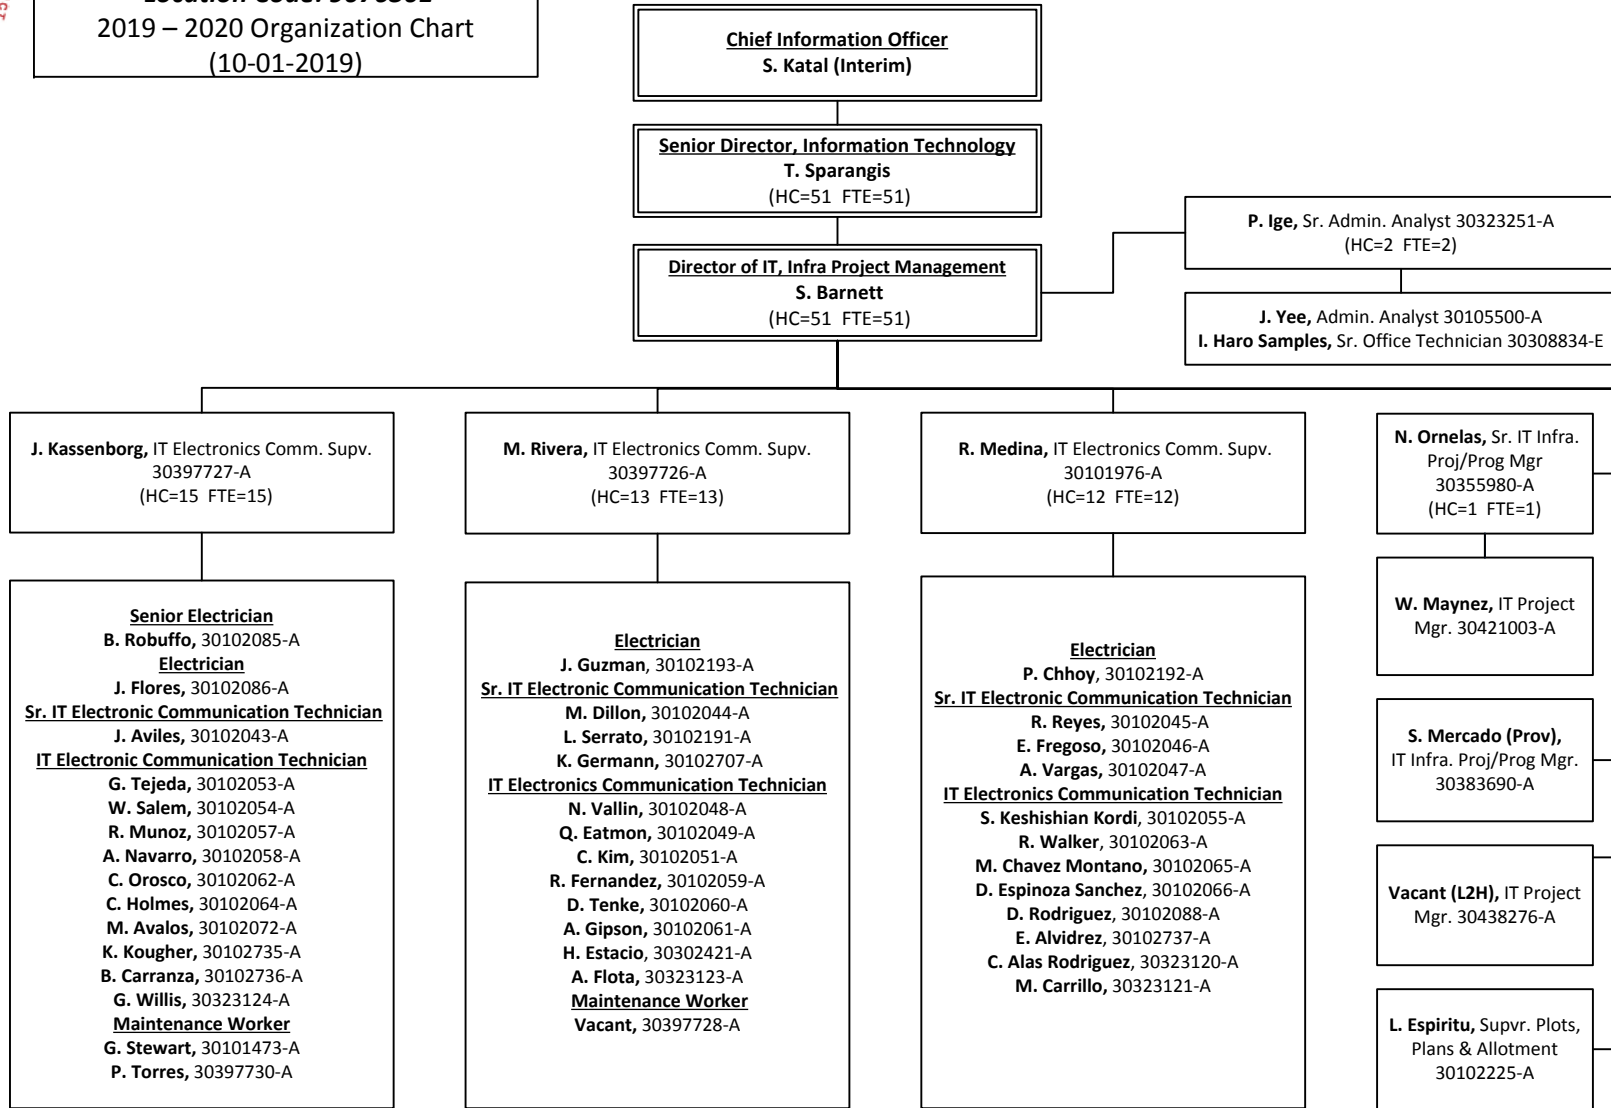 Location Code: 9070301
2019 – 2020 Organization Chart
(10-01-2019)
Chief Information Officer
S. Katal (Interim)
Senior Director, Information Technology
T. Sparangis
(HC=51 FTE=51)
Director of IT, Infra Project Management
S. Barnett
(HC=51 FTE=51)
P. Ige, Sr. Admin. Analyst 30323251-A
(HC=2 FTE=2)
J. Yee, Admin. Analyst 30105500-A
I. Haro Samples, Sr. Office Technician 30308834-E
J. Kassenborg, IT Electronics Comm. Supv.
30397727-A
(HC=15 FTE=15)
Senior Electrician
B. Robuffo, 30102085-A
Electrician
J. Flores, 30102086-A
Sr. IT Electronic Communication Technician
J. Aviles, 30102043-A
IT Electronic Communication Technician
G. Tejeda, 30102053-A
W. Salem, 30102054-A
R. Munoz, 30102057-A
A. Navarro, 30102058-A
C. Orosco, 30102062-A
C. Holmes, 30102064-A
M. Avalos, 30102072-A
K. Kougher, 30102735-A
B. Carranza, 30102736-A
G. Willis, 30323124-A
Maintenance Worker
G. Stewart, 30101473-A
P. Torres, 30397730-A
M. Rivera, IT Electronics Comm. Supv.
30397726-A
(HC=13 FTE=13)
Electrician
J. Guzman, 30102193-A
Sr. IT Electronic Communication Technician
M. Dillon, 30102044-A
L. Serrato, 30102191-A
K. Germann, 30102707-A
IT Electronics Communication Technician
N. Vallin, 30102048-A
Q. Eatmon, 30102049-A
C. Kim, 30102051-A
R. Fernandez, 30102059-A
D. Tenke, 30102060-A
A. Gipson, 30102061-A
H. Estacio, 30302421-A
A. Flota, 30323123-A
Maintenance Worker
Vacant, 30397728-A
R. Medina, IT Electronics Comm. Supv.
30101976-A
(HC=12 FTE=12)
Electrician
P. Chhoy, 30102192-A
Sr. IT Electronic Communication Technician
R. Reyes, 30102045-A
E. Fregoso, 30102046-A
A. Vargas, 30102047-A
IT Electronics Communication Technician
S. Keshishian Kordi, 30102055-A
R. Walker, 30102063-A
M. Chavez Montano, 30102065-A
D. Espinoza Sanchez, 30102066-A
D. Rodriguez, 30102088-A
E. Alvidrez, 30102737-A
C. Alas Rodriguez, 30323120-A
M. Carrillo, 30323121-A
N. Ornelas, Sr. IT Infra.
Proj/Prog Mgr
30355980-A
(HC=1 FTE=1)
W. Maynez, IT Project
Mgr. 30421003-A
S. Mercado (Prov),
IT Infra. Proj/Prog Mgr.
30383690-A
Vacant (L2H), IT Project
Mgr. 30438276-A
L. Espiritu, Supvr. Plots,
Plans & Allotment
30102225-A